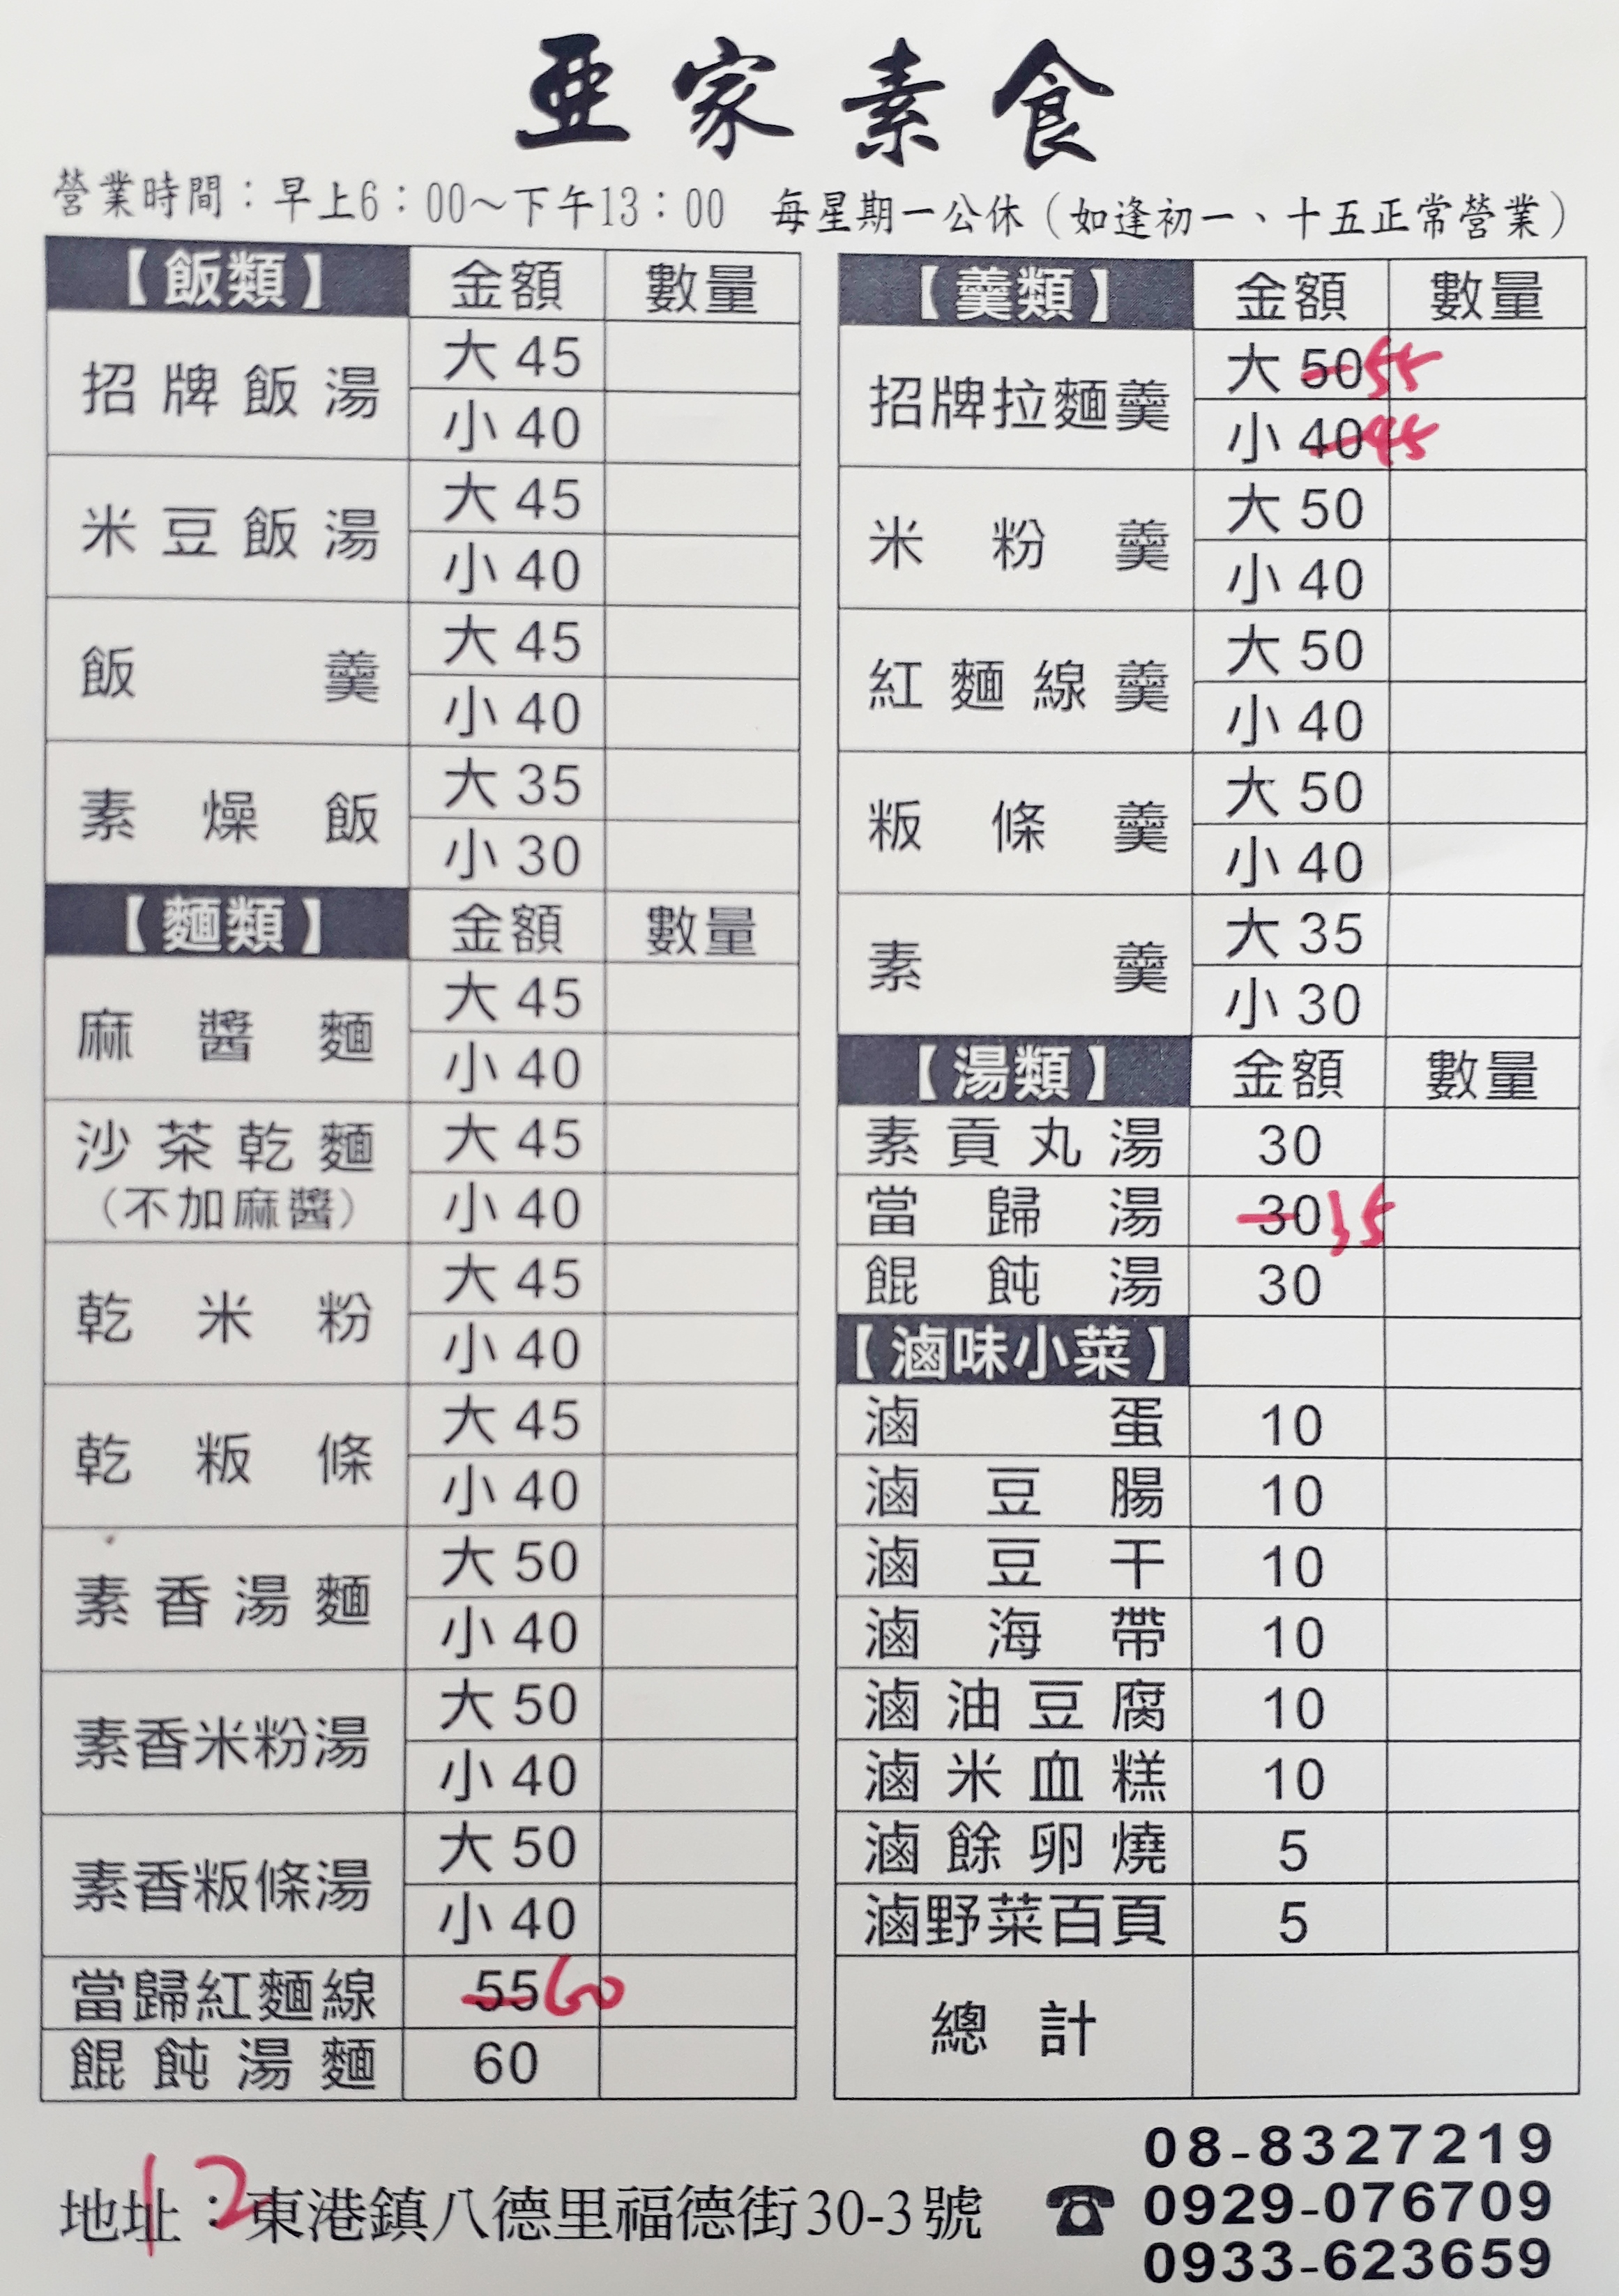 亜家素食
營業時間：早上6：00～下午13：00 每星期一公休（如逢初一、十五正常營業）
【飯類】 金額 數量
招牌飯湯 大 45
小 40
米豆飯湯 大 45
小 40
飯羹 大 45
小 40
素燥飯 大 35
小 30
【麵類】 金額 數量
麻醬麵 大 45
小 40
沙茶乾麵 大 45
（不加麻醬） 小 40
乾米粉 大 45
小 40
乾粄條 大 45
小 40
素香湯麵 大 50
小 40
素香米粉湯 大 50
小 40
素香粄條湯 大 50
小 40
當歸紅麵線 55 60
餛飩湯麵 60
【羹類】 金額 數量
招牌拉麵羹 大 50 55
小 40 45
米粉羹 大 50
小 40
紅麵線羹 大 50
小 40
粄條羹 大 50
小 40
素羹 大 35
小 30
【湯類】 金額 數量
素貢丸湯 30
當歸湯 30 35
餛飩湯 30
【滷味小菜】
滷蛋 10
滷豆腸 10
滷豆干 10
滷海帶 10
滷油豆腐 10
滷米血糕 10
滷餘卵燒 5
滷野菜百頁 5
總計
12
地址：東港鎮八德里福德街30-3號
☎ 08-8327219
0929-076709
0933-623659